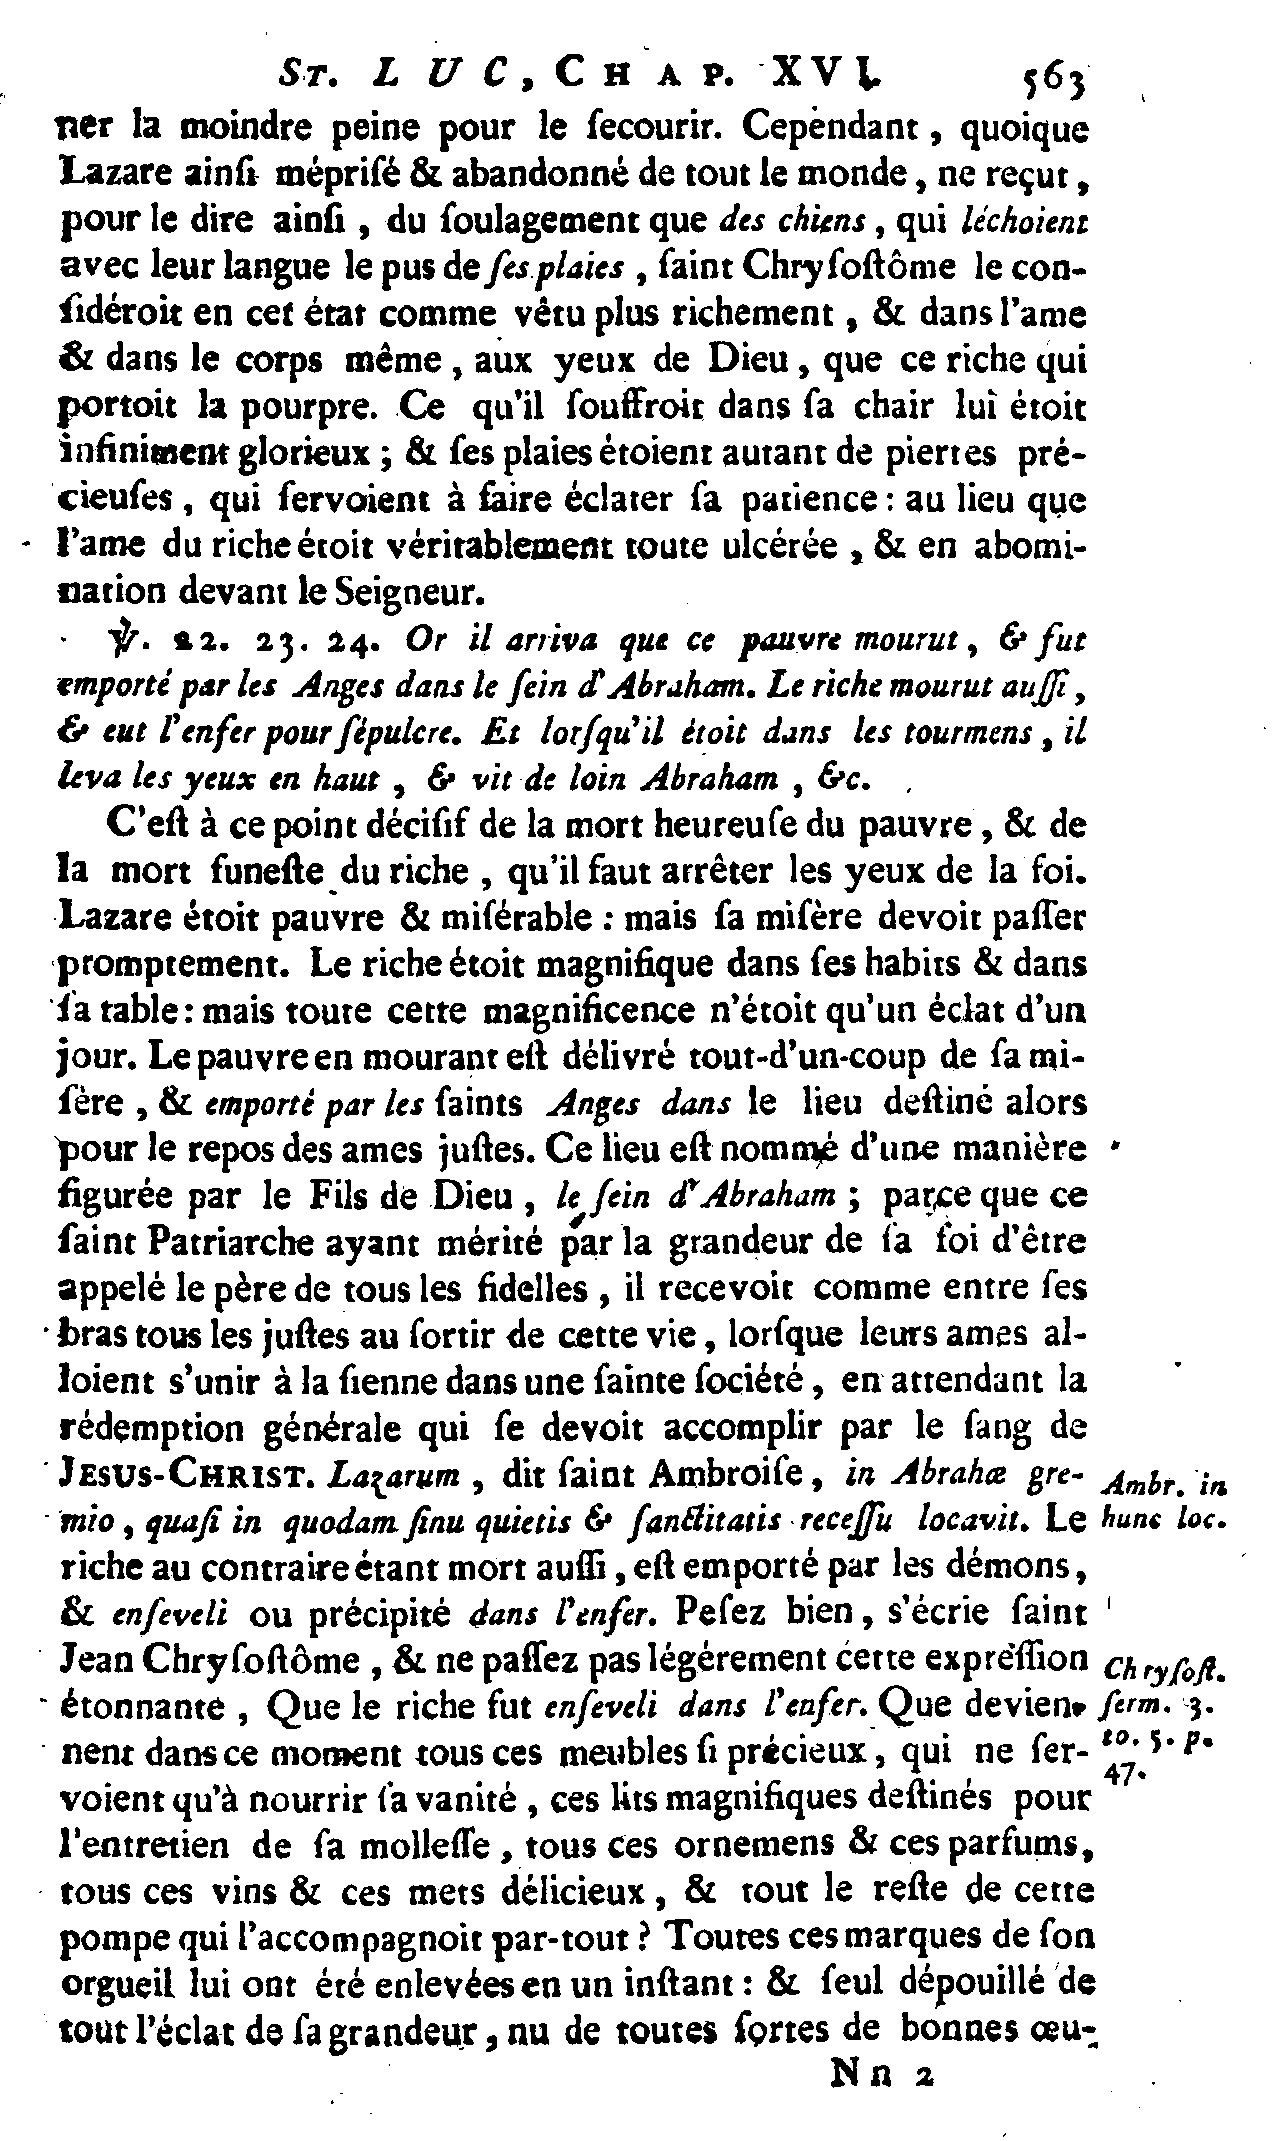 ST. LUC, CHAP. XVI. 563
ner la moindre peine pour le ſecourir. Cependant, quoique
Lazare ainſi mépriſé & abandonné de tout le monde, ne reçut,
pour le dire ainſi, du ſoulagement que des chiens, qui léchoient
avec leur langue le pus de ſes plaies, ſaint Chryſoſtôme le con-
ſidéroit en cet état comme vêtu plus richement, & dans l'ame
& dans le corps même, aux yeux de Dieu, que ce riche qui
portoit la pourpre. Ce qu'il ſouffroit dans ſa chair lui étoit
infiniment glorieux; & ſes plaies étoient autant de pierres pré-
cieuſes, qui ſervoient à faire éclater ſa patience: au lieu que
l'ame du riche étoit véritablement toute ulcérée, & en abomi-
nation devant le Seigneur.
℣. 22. 23. 24. Or il arriva que ce pauvre mourut, & fut
emporté par les Anges dans le ſein d'Abraham. Le riche mourut auſſi,
& eut l'enfer pour ſépulcre. Et lorſqu'il étoit dans les tourmens, il
leva les yeux en haut, & vit de loin Abraham, &c.
C'eſt à ce point déciſif de la mort heureuſe du pauvre, & de
la mort funeſte du riche, qu'il faut arrêter les yeux de la foi.
Lazare étoit pauvre & miſérable: mais ſa miſère devoit paſſer
promptement. Le riche étoit magnifique dans ſes habits & dans
ſa table: mais toute cette magnificence n'étoit qu'un éclat d'un
jour. Le pauvre en mourant eſt délivré tout-d'un-coup de ſa mi-
ſère, & emporté par les ſaints Anges dans le lieu deſtiné alors
pour le repos des ames juſtes. Ce lieu eſt nommé d'une manière
figurée par le Fils de Dieu, le ſein d'Abraham; parce que ce
ſaint Patriarche ayant mérité par la grandeur de ſa foi d'être
appelé le père de tous les fidelles, il recevoit comme entre ſes
bras tous les juſtes au ſortir de cette vie, lorſque leurs ames al-
loient s'unir à la ſienne dans une ſainte ſociété, en attendant la
rédemption générale qui ſe devoit accomplir par le ſang de
JESUS-CHRIST. Lazarum, dit ſaint Ambroiſe, in Abrahæ gre- Ambr. in
mio, quaſi in quodam ſinu quietis & ſanctitatis receſſu locavit. Le hunc loc.
riche au contraire étant mort auſſi, eſt emporté par les démons,
& enſeveli ou précipité dans l'enfer. Peſez bien, s'écrie ſaint
Jean Chryſoſtôme, & ne paſſez pas légérement cette expreſſion Chryſoſt.
étonnante, Que le riche fut enſeveli dans l'enfer. Que devien- ſerm. 3.
nent dans ce moment tous ces meubles ſi précieux, qui ne ſer- to. 5. p.
47.
voient qu'à nourrir ſa vanité, ces lits magnifiques deſtinés pour
l'entretien de ſa molleſſe, tous ces ornemens & ces parfums,
tous ces vins & ces mets délicieux, & tout le reſte de cette
pompe qui l'accompagnoit par-tout? Toutes ces marques de ſon
orgueil lui ont été enlevées en un inſtant: & ſeul dépouillé de
tout l'éclat de ſa grandeur, nu de toutes ſortes de bonnes œu-
Nn 2